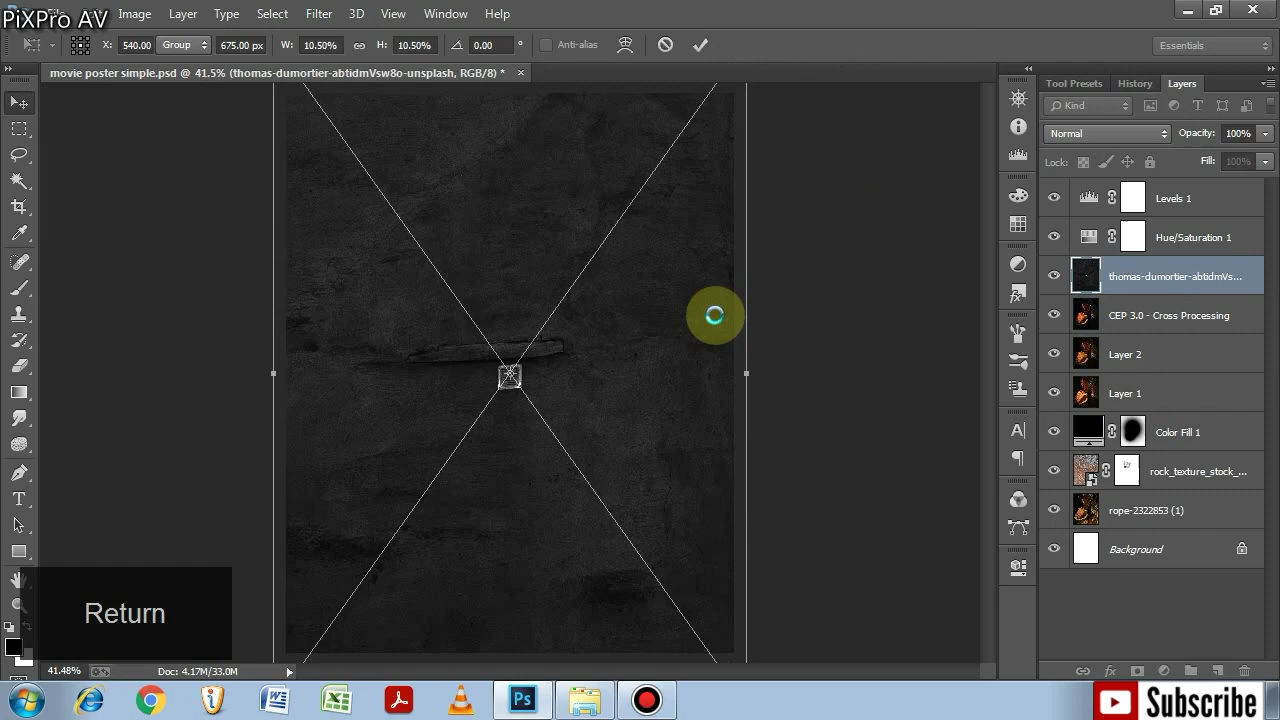 PiXPro AV
Image Layer Type Select Filter 3D View Window Help
X: 540.00 Group 675.00 px W: 10.50% H: 10.50% 0.00 ° Anti-alias Essentials
movie poster simple.psd @ 41.5% (thomas-dumortier-abtidmVsw8o-unsplash, RGB/8) * ×
Tool Presets History Layers
Kind
Normal Opacity: 100%
Lock: Fill: 100%
Levels 1
Hue/Saturation 1
thomas-dumortier-abtidmVs...
CEP 3.0 - Cross Processing
Layer 2
Layer 1
Color Fill 1
rock_texture_stock_...
rope-2322853 (1)
Background
Return
41.48% Doc: 4.17M/33.0M
Ps
Subscribe